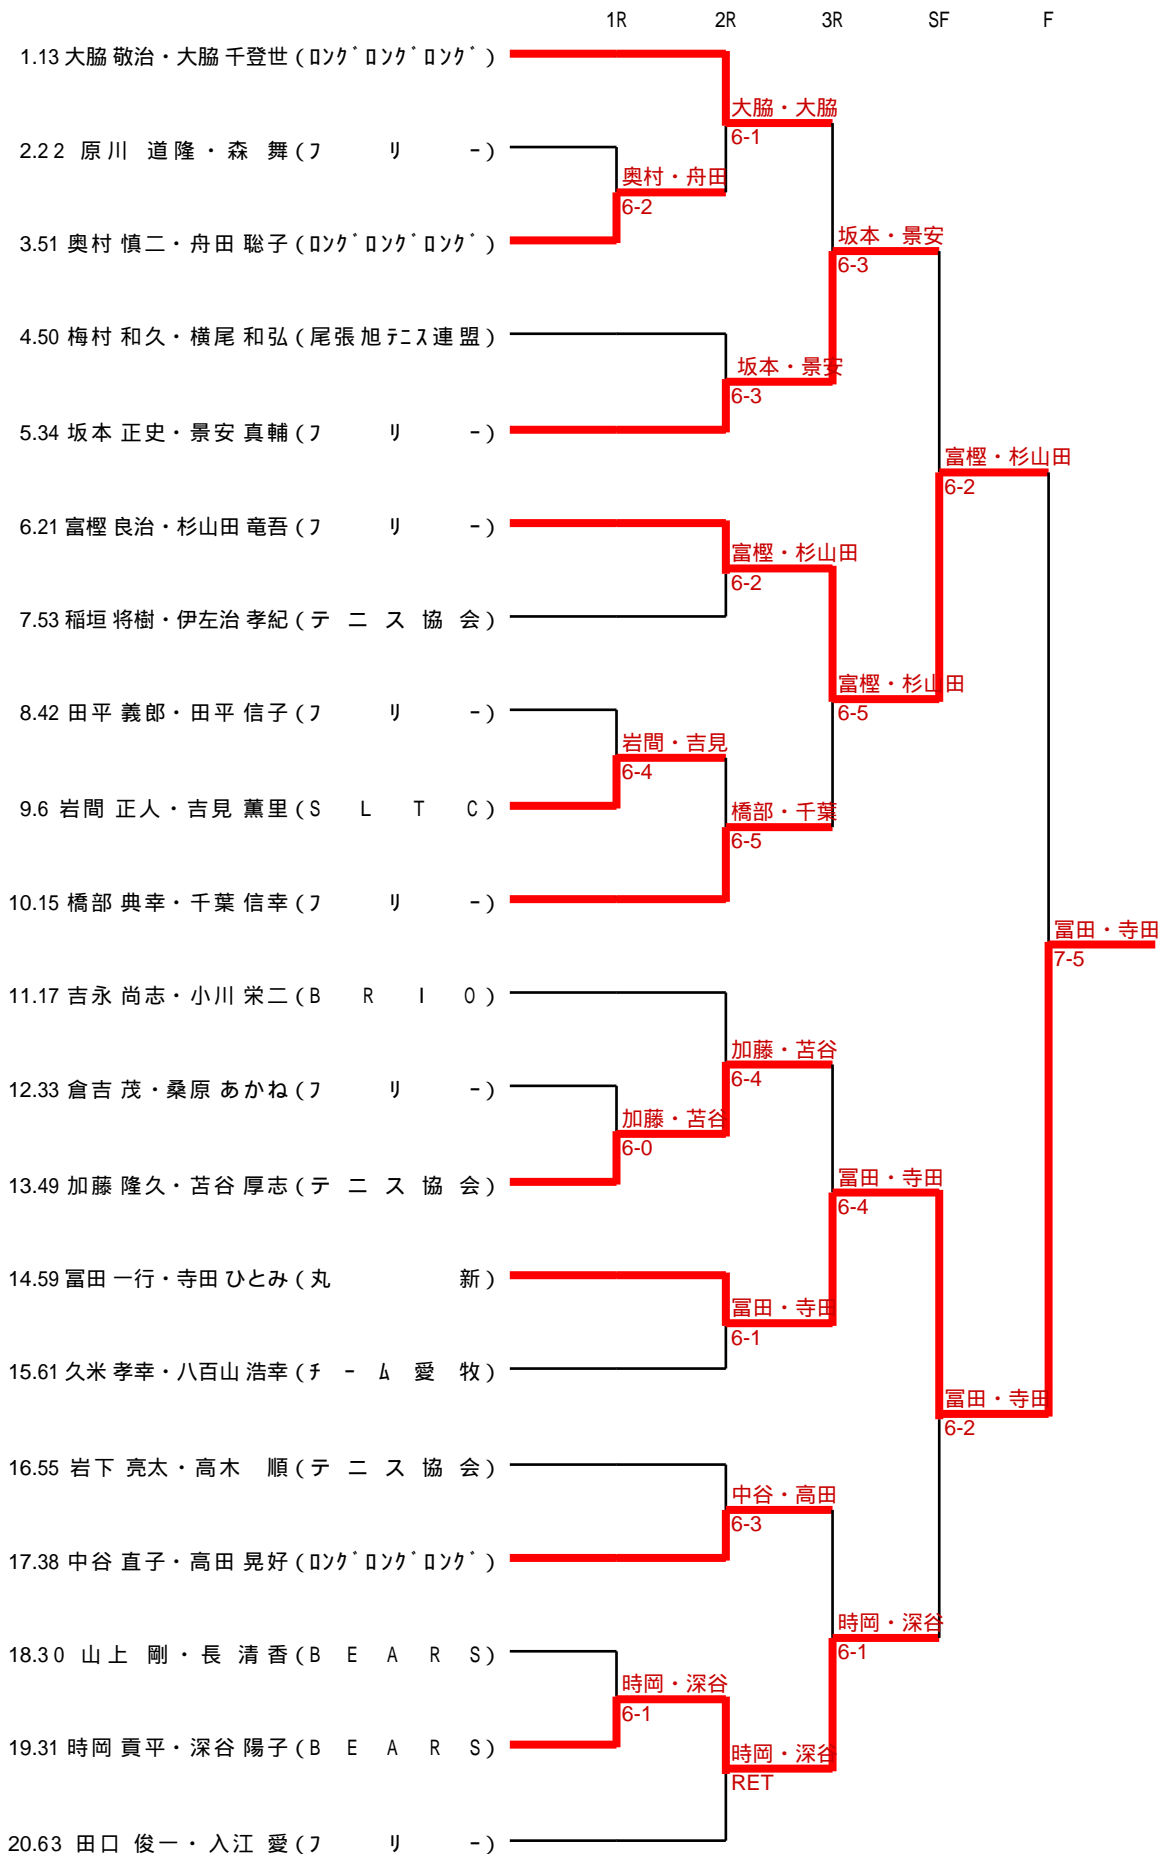 1R 2R 3R SF F
1.13 大脇 敬治・大脇 千登世 (ﾛﾝｸﾞﾛﾝｸﾞﾛﾝｸﾞ)
大脇・大脇
6-1
2.22 原川 道隆・森 舞 (フリー)
奥村・舟田
6-2
3.51 奥村 慎二・舟田 聡子 (ﾛﾝｸﾞﾛﾝｸﾞﾛﾝｸﾞ)
坂本・景安
6-3
4.50 梅村 和久・横尾 和弘 (尾張旭ﾃﾆｽ連盟)
坂本・景安
6-3
5.34 坂本 正史・景安 真輔 (フリー)
富樫・杉山田
6-2
6.21 富樫 良治・杉山田 竜吾 (フリー)
富樫・杉山田
6-2
7.53 稲垣 将樹・伊左治 孝紀 (テニス協会)
富樫・杉山田
6-5
8.42 田平 義郎・田平 信子 (フリー)
岩間・吉見
6-4
9.6 岩間 正人・吉見 薫里 (SLTC)
橋部・千葉
6-5
10.15 橋部 典幸・千葉 信幸 (フリー)
冨田・寺田
7-5
11.17 吉永 尚志・小川 栄二 (BRIO)
加藤・苫谷
6-4
12.33 倉吉 茂・桑原 あかね (フリー)
加藤・苫谷
6-0
13.49 加藤 隆久・苫谷 厚志 (テニス協会)
冨田・寺田
6-4
14.59 冨田 一行・寺田 ひとみ (丸新)
冨田・寺田
6-1
15.61 久米 孝幸・八百山 浩幸 (チーム愛牧)
冨田・寺田
6-2
16.55 岩下 亮太・高木 順 (テニス協会)
中谷・高田
6-3
17.38 中谷 直子・高田 晃好 (ﾛﾝｸﾞﾛﾝｸﾞﾛﾝｸﾞ)
時岡・深谷
6-1
18.30 山上 剛・長 清香 (BEARS)
時岡・深谷
6-1
19.31 時岡 貢平・深谷 陽子 (BEARS)
時岡・深谷
RET
20.63 田口 俊一・入江 愛 (フリー)